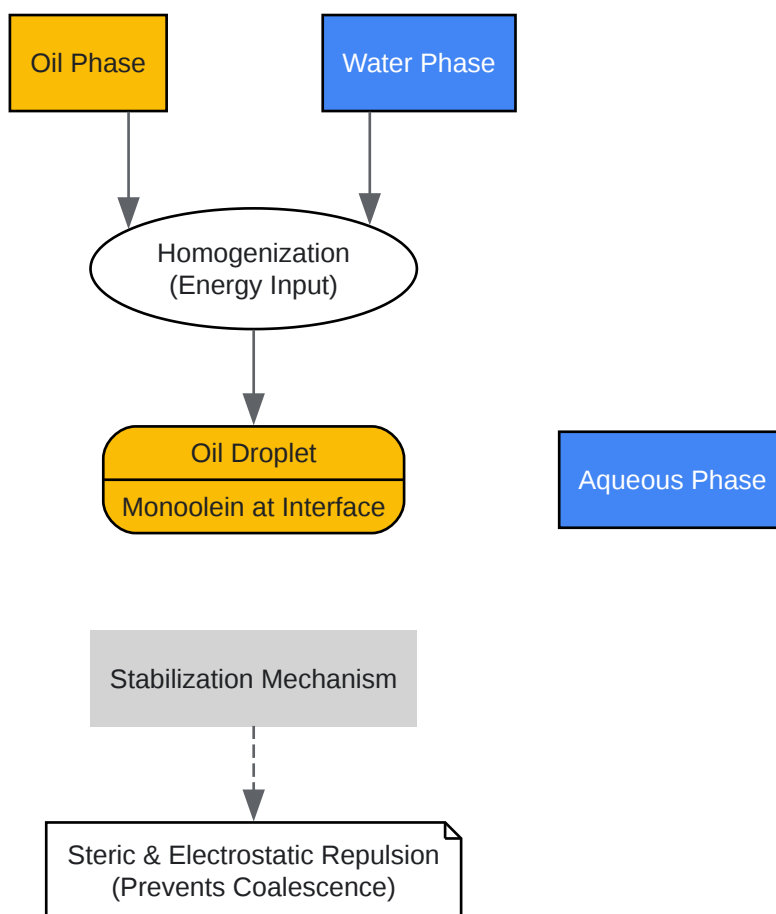 Oil Phase
Water Phase
Homogenization
(Energy Input)
Oil Droplet
Monoolein at Interface
Aqueous Phase
Stabilization Mechanism
Steric & Electrostatic Repulsion
(Prevents Coalescence)